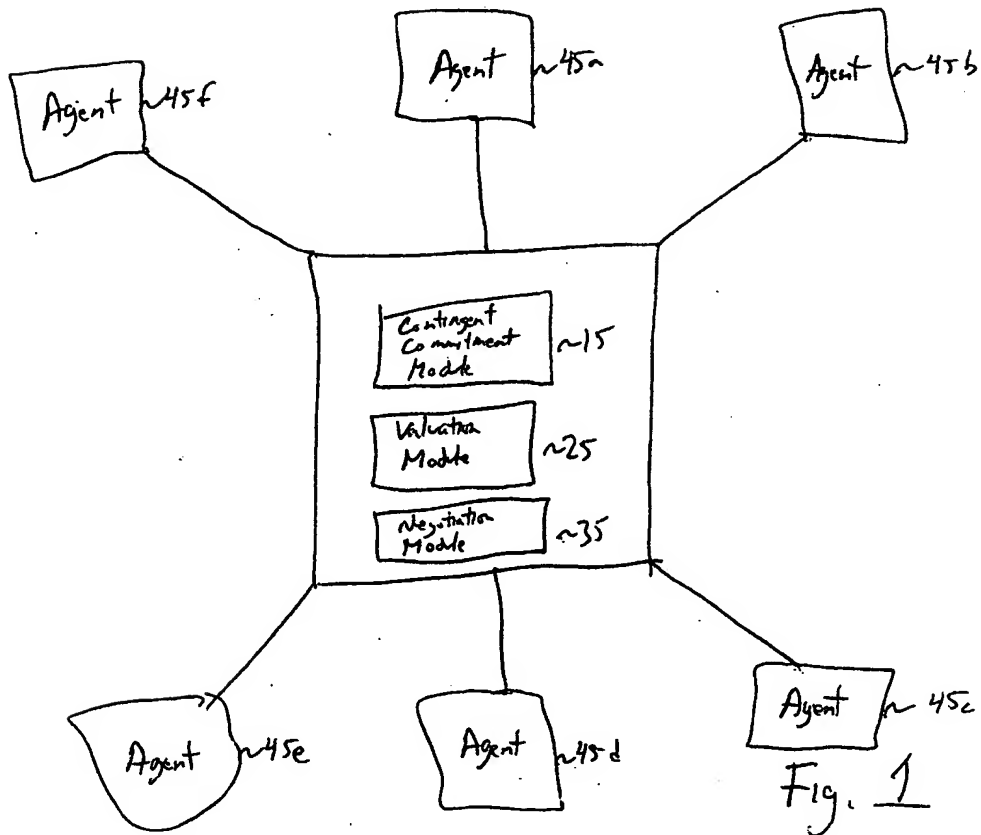 Agent ~45f
Agent ~45a
Agent ~45b
Contingent
Commitment
Module
~15
Valuation
Module
~25
Negotiation
Module
~35
Agent ~45e
Agent ~45d
Agent ~45c
Fig. 1